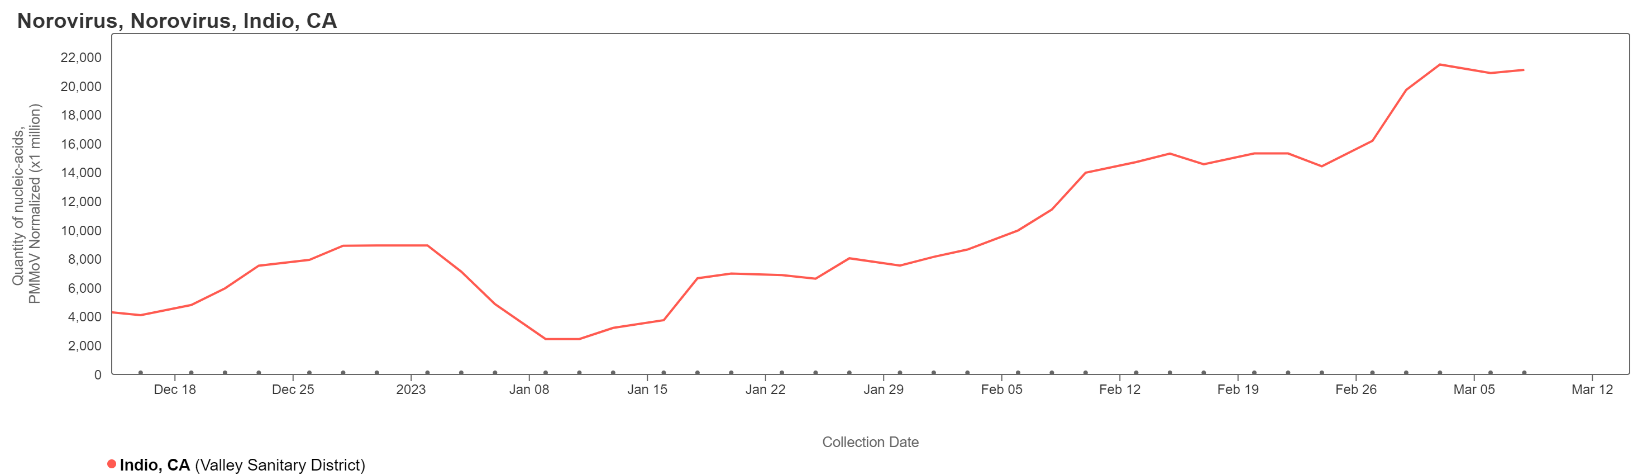 Norovirus, Norovirus, Indio, CA
Quantity of nucleic-acids,
PMMoV Normalized (x1 million)
22,000
20,000
18,000
16,000
14,000
12,000
10,000
8,000
6,000
4,000
2,000
0
Dec 18 Dec 25 2023 Jan 08 Jan 15 Jan 22 Jan 29 Feb 05 Feb 12 Feb 19 Feb 26 Mar 05 Mar 12
Collection Date
Indio, CA (Valley Sanitary District)